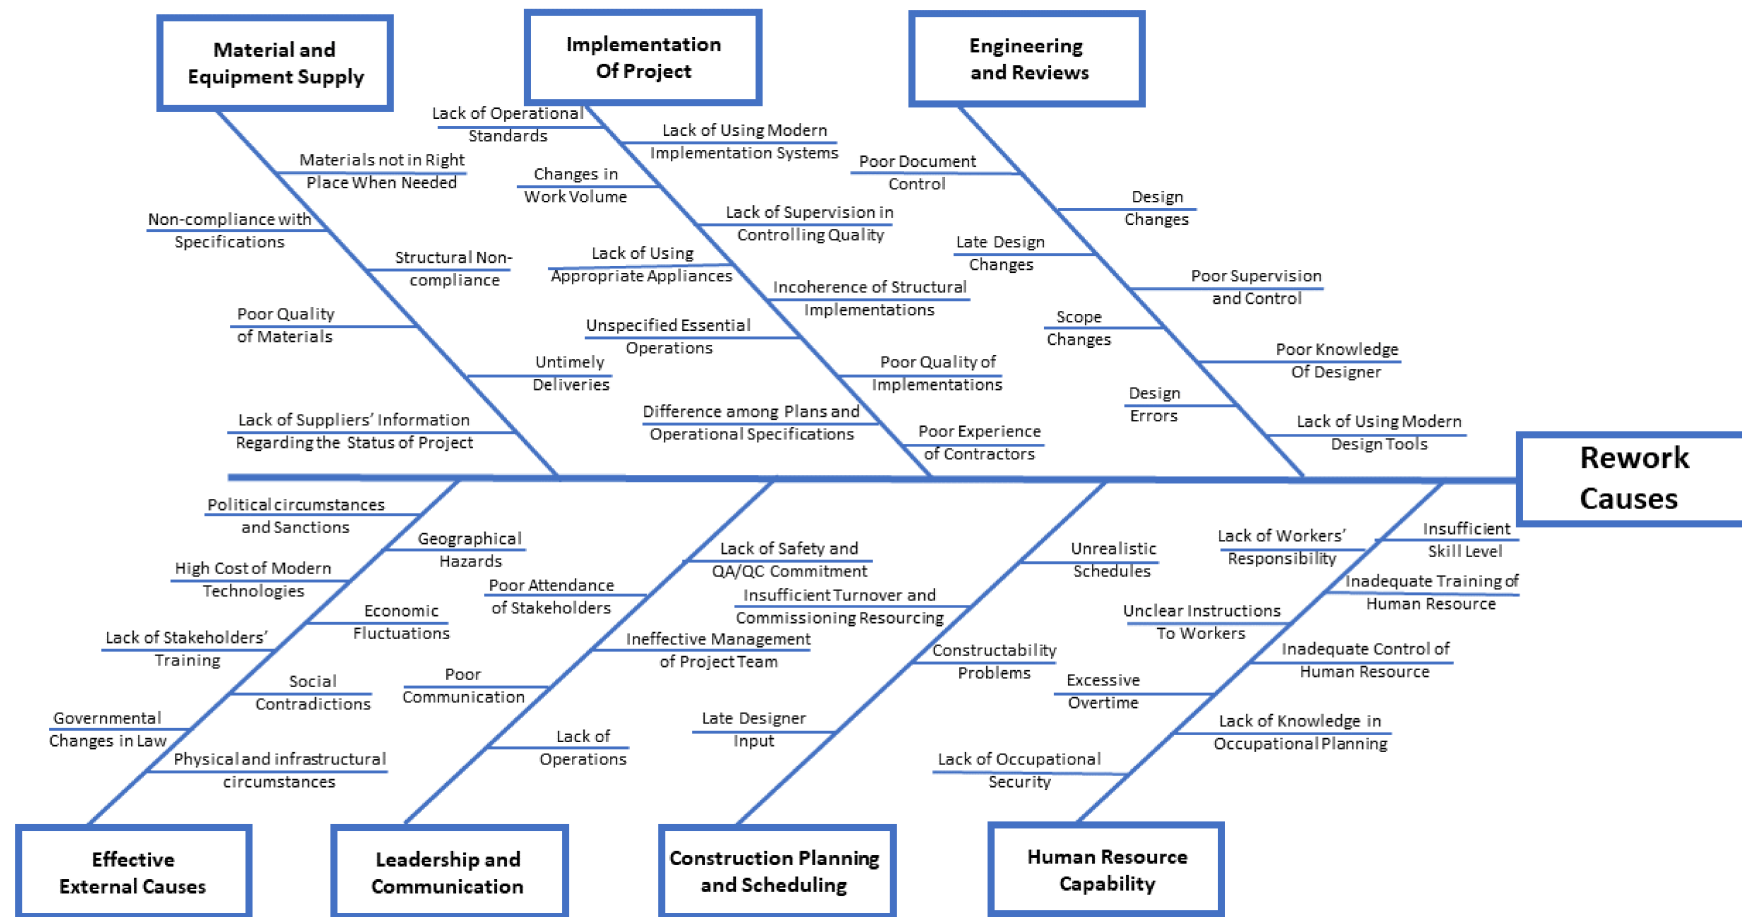 Material and
Equipment Supply
Implementation
Of Project
Engineering
and Reviews
Materials not in Right
Place When Needed
Non-compliance with
Specifications
Structural Non-
compliance
Poor Quality
of Materials
Untimely
Deliveries
Lack of Suppliers' Information
Regarding the Status of Project
Lack of Operational
Standards
Lack of Using Modern
Implementation Systems
Changes in
Work Volume
Lack of Supervision in
Controlling Quality
Lack of Using
Appropriate Appliances
Incoherence of Structural
Implementations
Unspecified Essential
Operations
Poor Quality of
Implementations
Difference among Plans and
Operational Specifications
Poor Experience
of Contractors
Poor Document
Control
Design
Changes
Late Design
Changes
Poor Supervision
and Control
Scope
Changes
Poor Knowledge
Of Designer
Design
Errors
Lack of Using Modern
Design Tools
Rework
Causes
Political circumstances
and Sanctions
Geographical
Hazards
High Cost of Modern
Technologies
Economic
Fluctuations
Lack of Stakeholders'
Training
Social
Contradictions
Governmental
Changes in Law
Physical and infrastructural
circumstances
Lack of Safety and
QA/QC Commitment
Poor Attendance
of Stakeholders
Ineffective Management
of Project Team
Poor
Communication
Lack of
Operations
Unrealistic
Schedules
Insufficient Turnover and
Commissioning Resourcing
Constructability
Problems
Late Designer
Input
Insufficient
Skill Level
Lack of Workers'
Responsibility
Inadequate Training of
Human Resource
Unclear Instructions
To Workers
Inadequate Control of
Human Resource
Excessive
Overtime
Lack of Knowledge in
Occupational Planning
Lack of Occupational
Security
Effective
External Causes
Leadership and
Communication
Construction Planning
and Scheduling
Human Resource
Capability